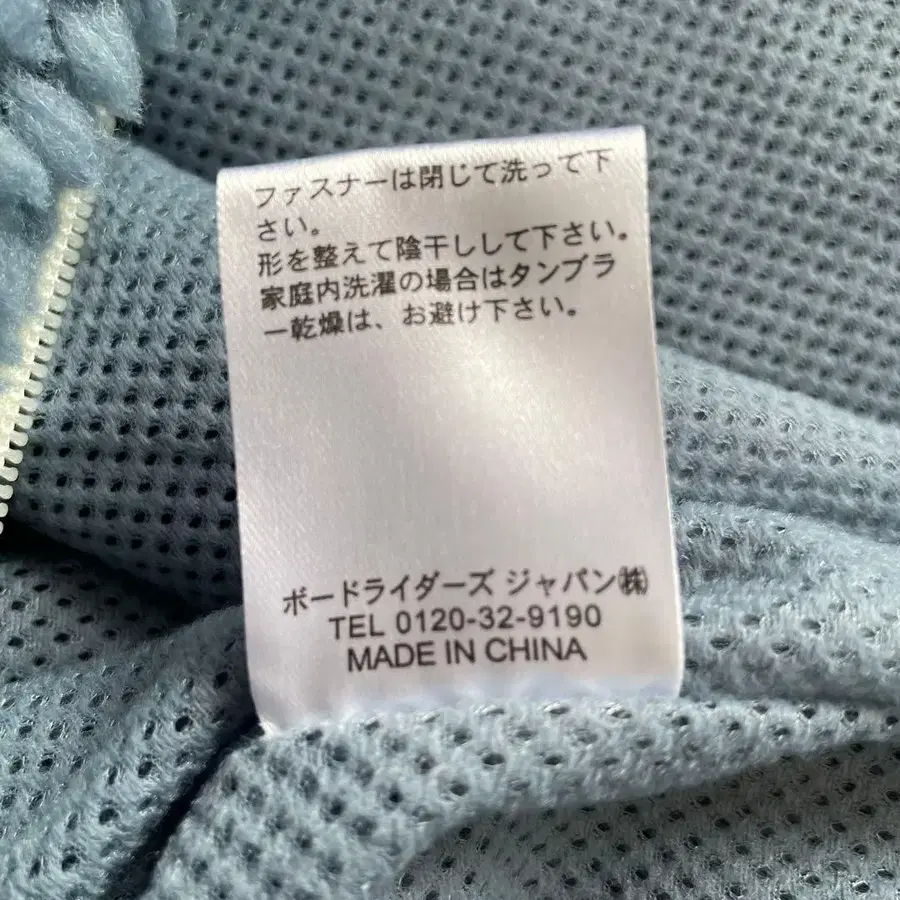 ファスナーは閉じて洗って下
さい。
形を整えて陰干しして下さい。
家庭内洗濯の場合はタンブラ
ー乾燥は、お避け下さい。
ボードライダーズ ジャパン㈱
TEL 0120-32-9190
MADE IN CHINA